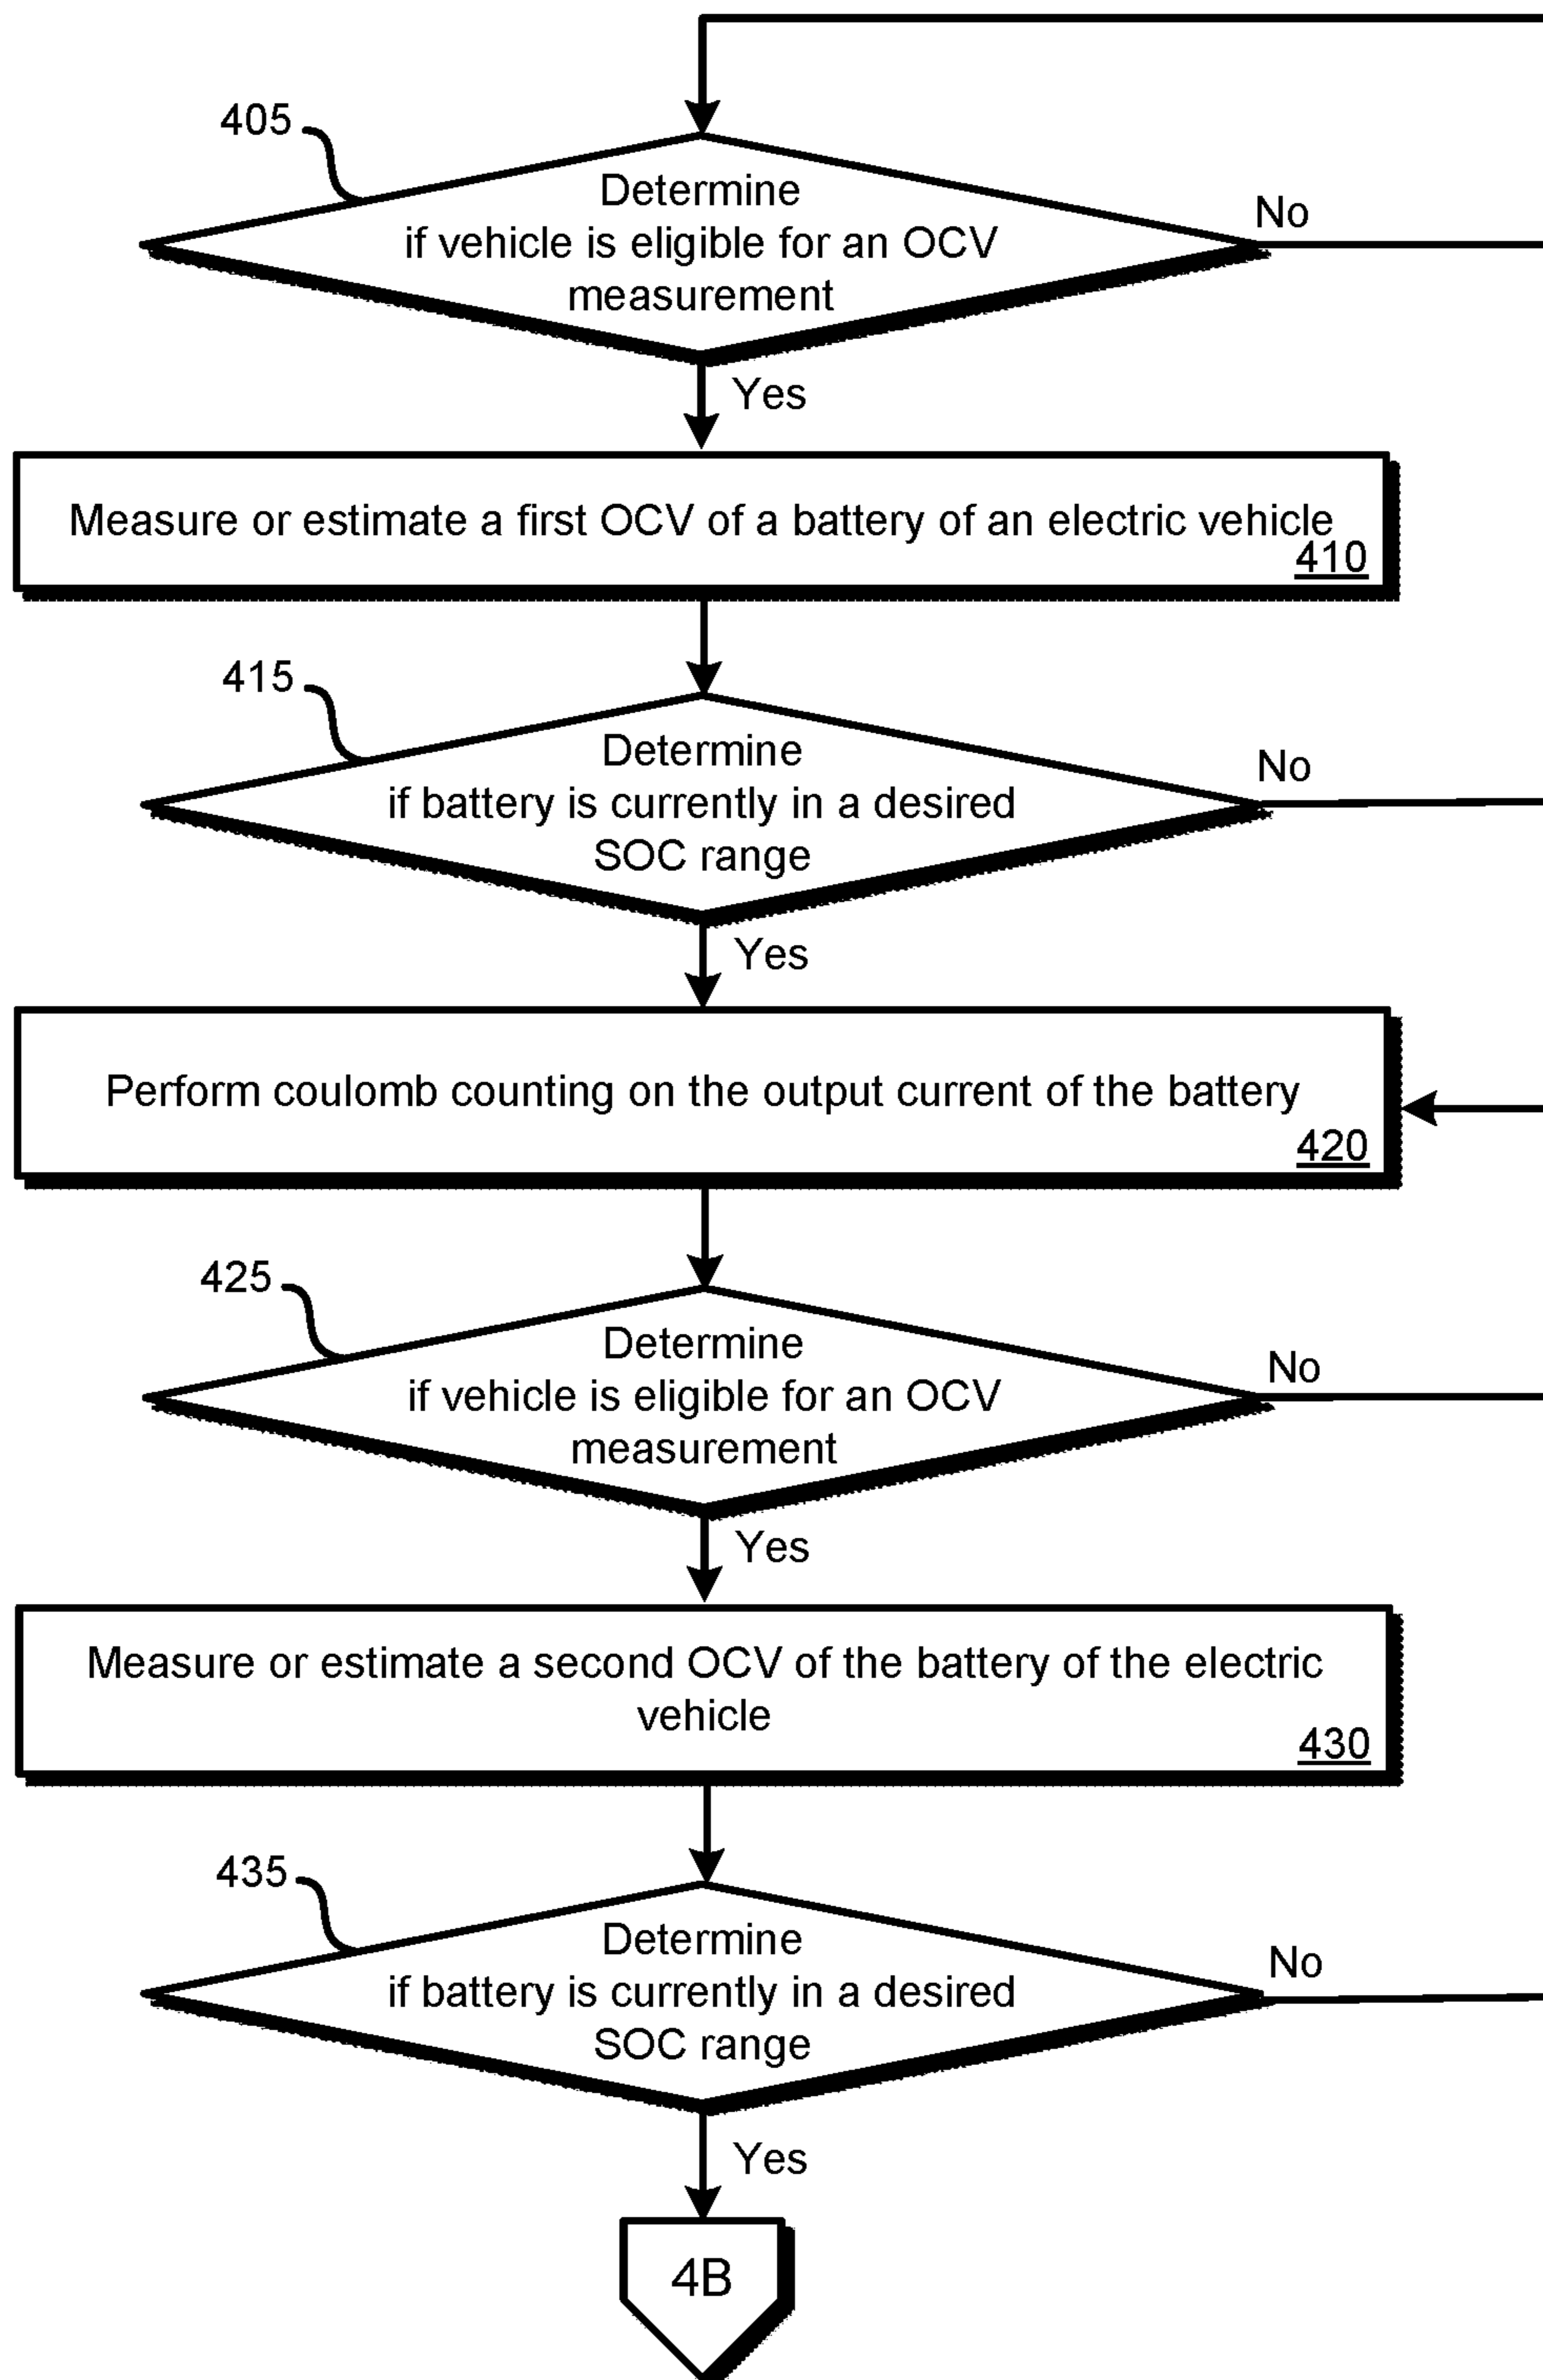 405
Determine
if vehicle is eligible for an OCV
measurement
No
Yes
Measure or estimate a first OCV of a battery of an electric vehicle
410
415
Determine
if battery is currently in a desired
SOC range
No
Yes
Perform coulomb counting on the output current of the battery
420
425
Determine
if vehicle is eligible for an OCV
measurement
No
Yes
Measure or estimate a second OCV of the battery of the electric
vehicle
430
435
Determine
if battery is currently in a desired
SOC range
No
Yes
4B